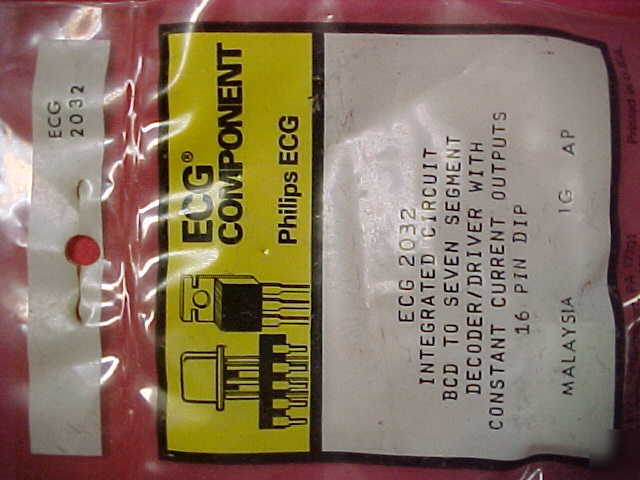 ECG
2032
ECG®
COMPONENT
Philips ECG
ECG 2032
INTEGRATED CIRCUIT
BCD TO SEVEN SEGMENT
DECODER/DRIVER WITH
CONSTANT CURRENT OUTPUTS
16 PIN DIP
MALAYSIA IG AP